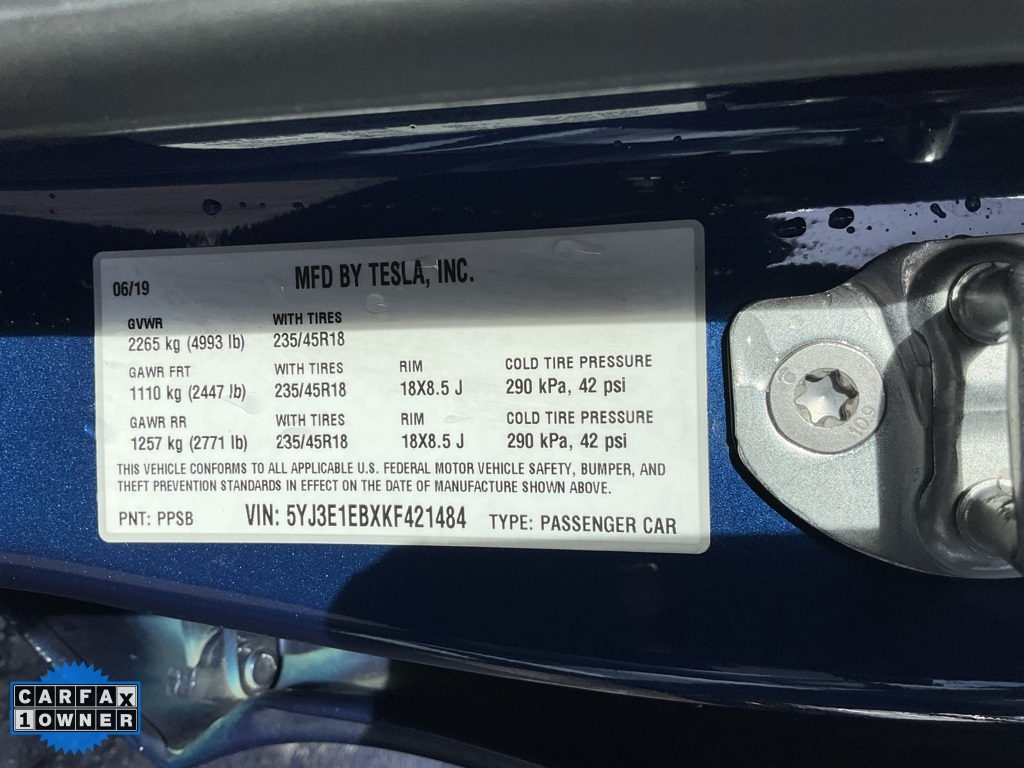 06/19 MFD BY TESLA, INC.
GVWR WITH TIRES
2265 kg (4993 lb) 235/45R18
GAWR FRT WITH TIRES RIM COLD TIRE PRESSURE
1110 kg (2447 lb) 235/45R18 18X8.5 J 290 kPa, 42 psi
GAWR RR WITH TIRES RIM COLD TIRE PRESSURE
1257 kg (2771 lb) 235/45R18 18X8.5 J 290 kPa, 42 psi
THIS VEHICLE CONFORMS TO ALL APPLICABLE U.S. FEDERAL MOTOR VEHICLE SAFETY, BUMPER, AND
THEFT PREVENTION STANDARDS IN EFFECT ON THE DATE OF MANUFACTURE SHOWN ABOVE.
PNT: PPSB VIN: 5YJ3E1EBXKF421484 TYPE: PASSENGER CAR
CARFAX
1 OWNER